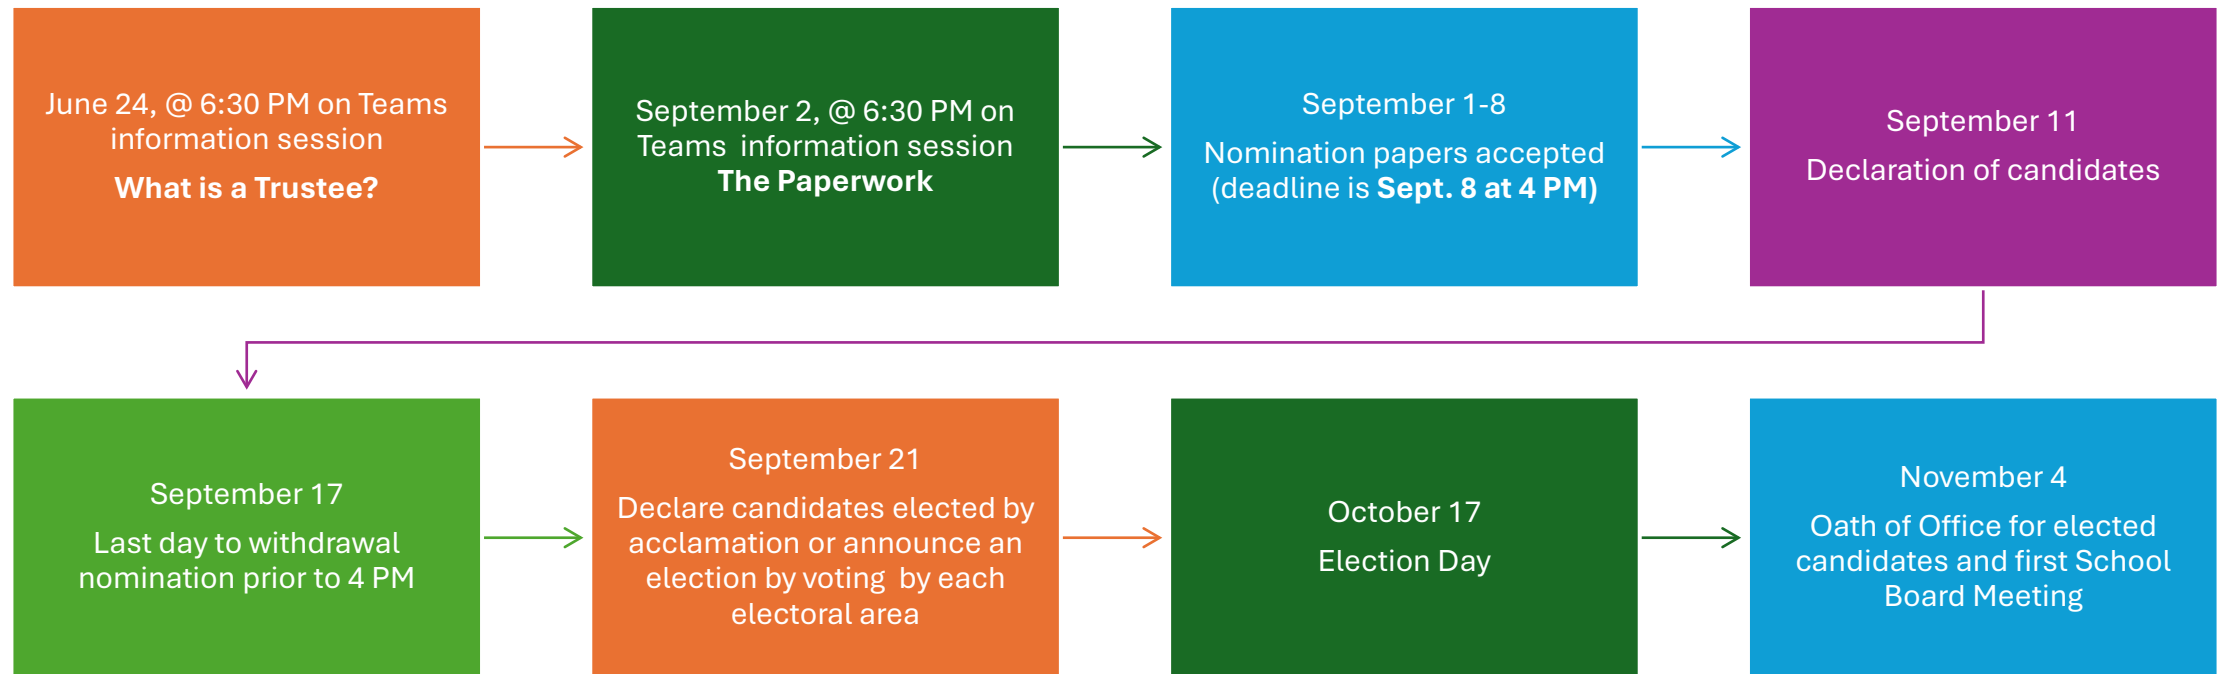 June 24, @ 6:30 PM on Teams
information session
What is a Trustee?
September 2, @ 6:30 PM on
Teams  information session
The Paperwork
September 1-8
Nomination papers accepted
(deadline is Sept. 8 at 4 PM)
September 11
Declaration of candidates
September 17
Last day to withdrawal
nomination prior to 4 PM
September 21
Declare candidates elected by
acclamation or announce an
election by voting  by each
electoral area
October 17
Election Day
November 4
Oath of Office for elected
candidates and first School
Board Meeting